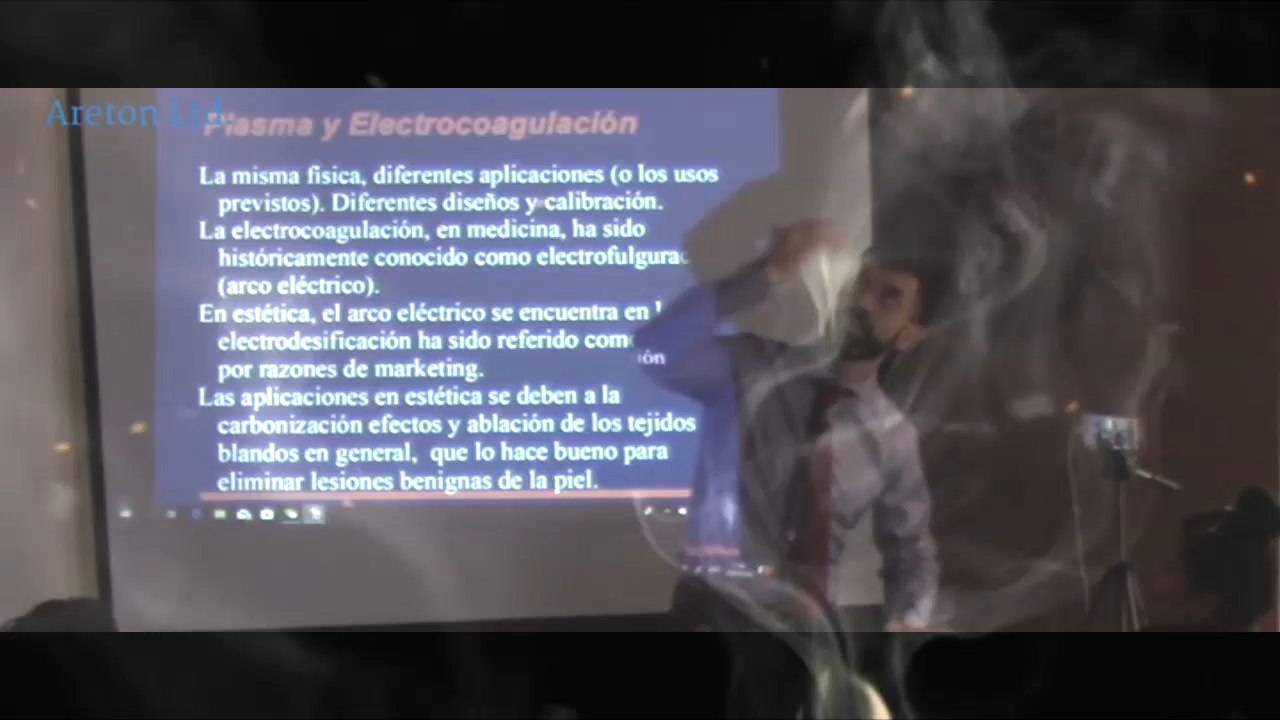 Areton Ltd.
Plasma y Electrocoagulación
La misma fisica, diferentes aplicaciones (o los usos
previstos). Diferentes diseños y calibración.
La electrocoagulación, en medicina, ha sido
históricamente conocido como
(arco eléctrico).
En estética, el arco eléctrico se encuentra en
electrodesificación ha sido referido
ión
por razones de marketing.
Las aplicaciones en estética se deben a la
carbonización efectos y ablación de los tejidos
blandos en general, que lo hace bueno para
eliminar lesiones benignas de la piel.